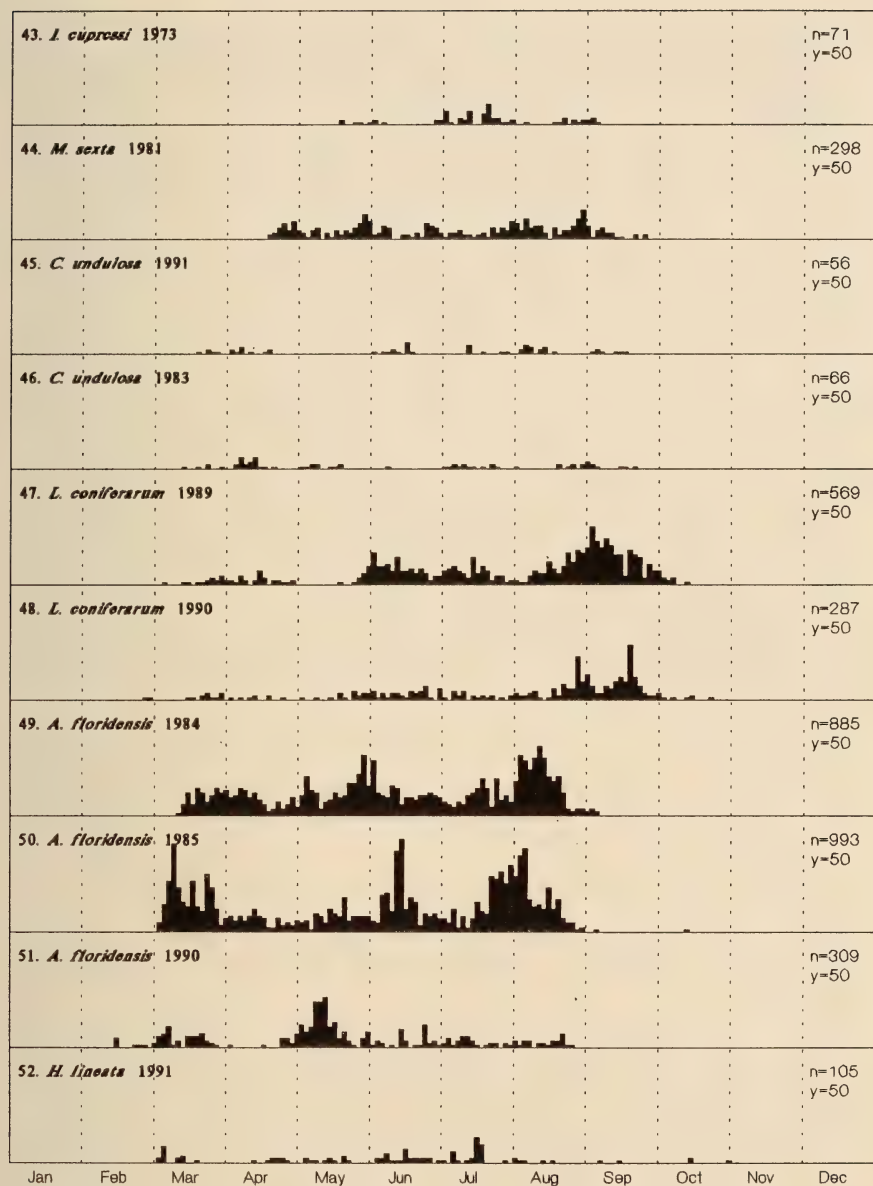 43. I. cupressi 1973
n=71
y=50
44. M. sexta 1981
n=298
y=50
45. C. undulosa 1991
n=56
y=50
46. C. undulosa 1983
n=66
y=50
47. L. coniferarum 1989
n=569
y=50
48. L. coniferarum 1990
n=287
y=50
49. A. floridensis 1984
n=885
y=50
50. A. floridensis 1985
n=993
y=50
51. A. floridensis 1990
n=309
y=50
52. H. lineata 1991
n=105
y=50
Jan Feb Mar Apr May Jun Jul Aug Sep Oct Nov Dec